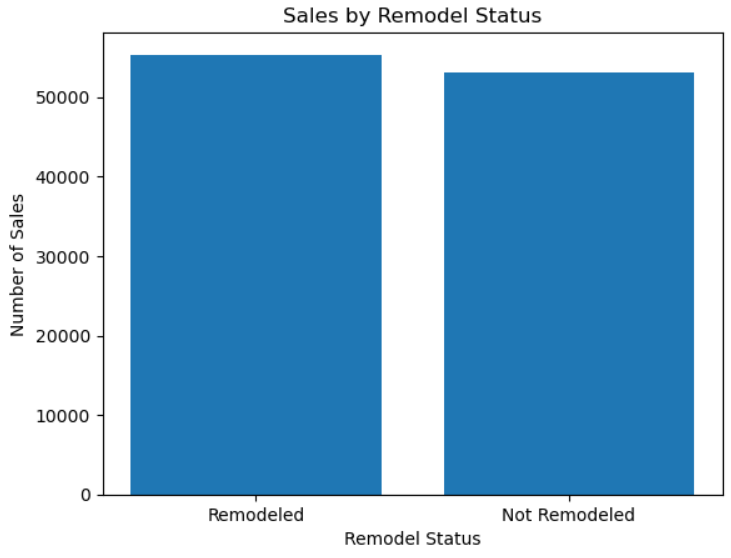 Sales by Remodel Status
Number of Sales
50000
40000
30000
20000
10000
0
Remodeled
Not Remodeled
Remodel Status